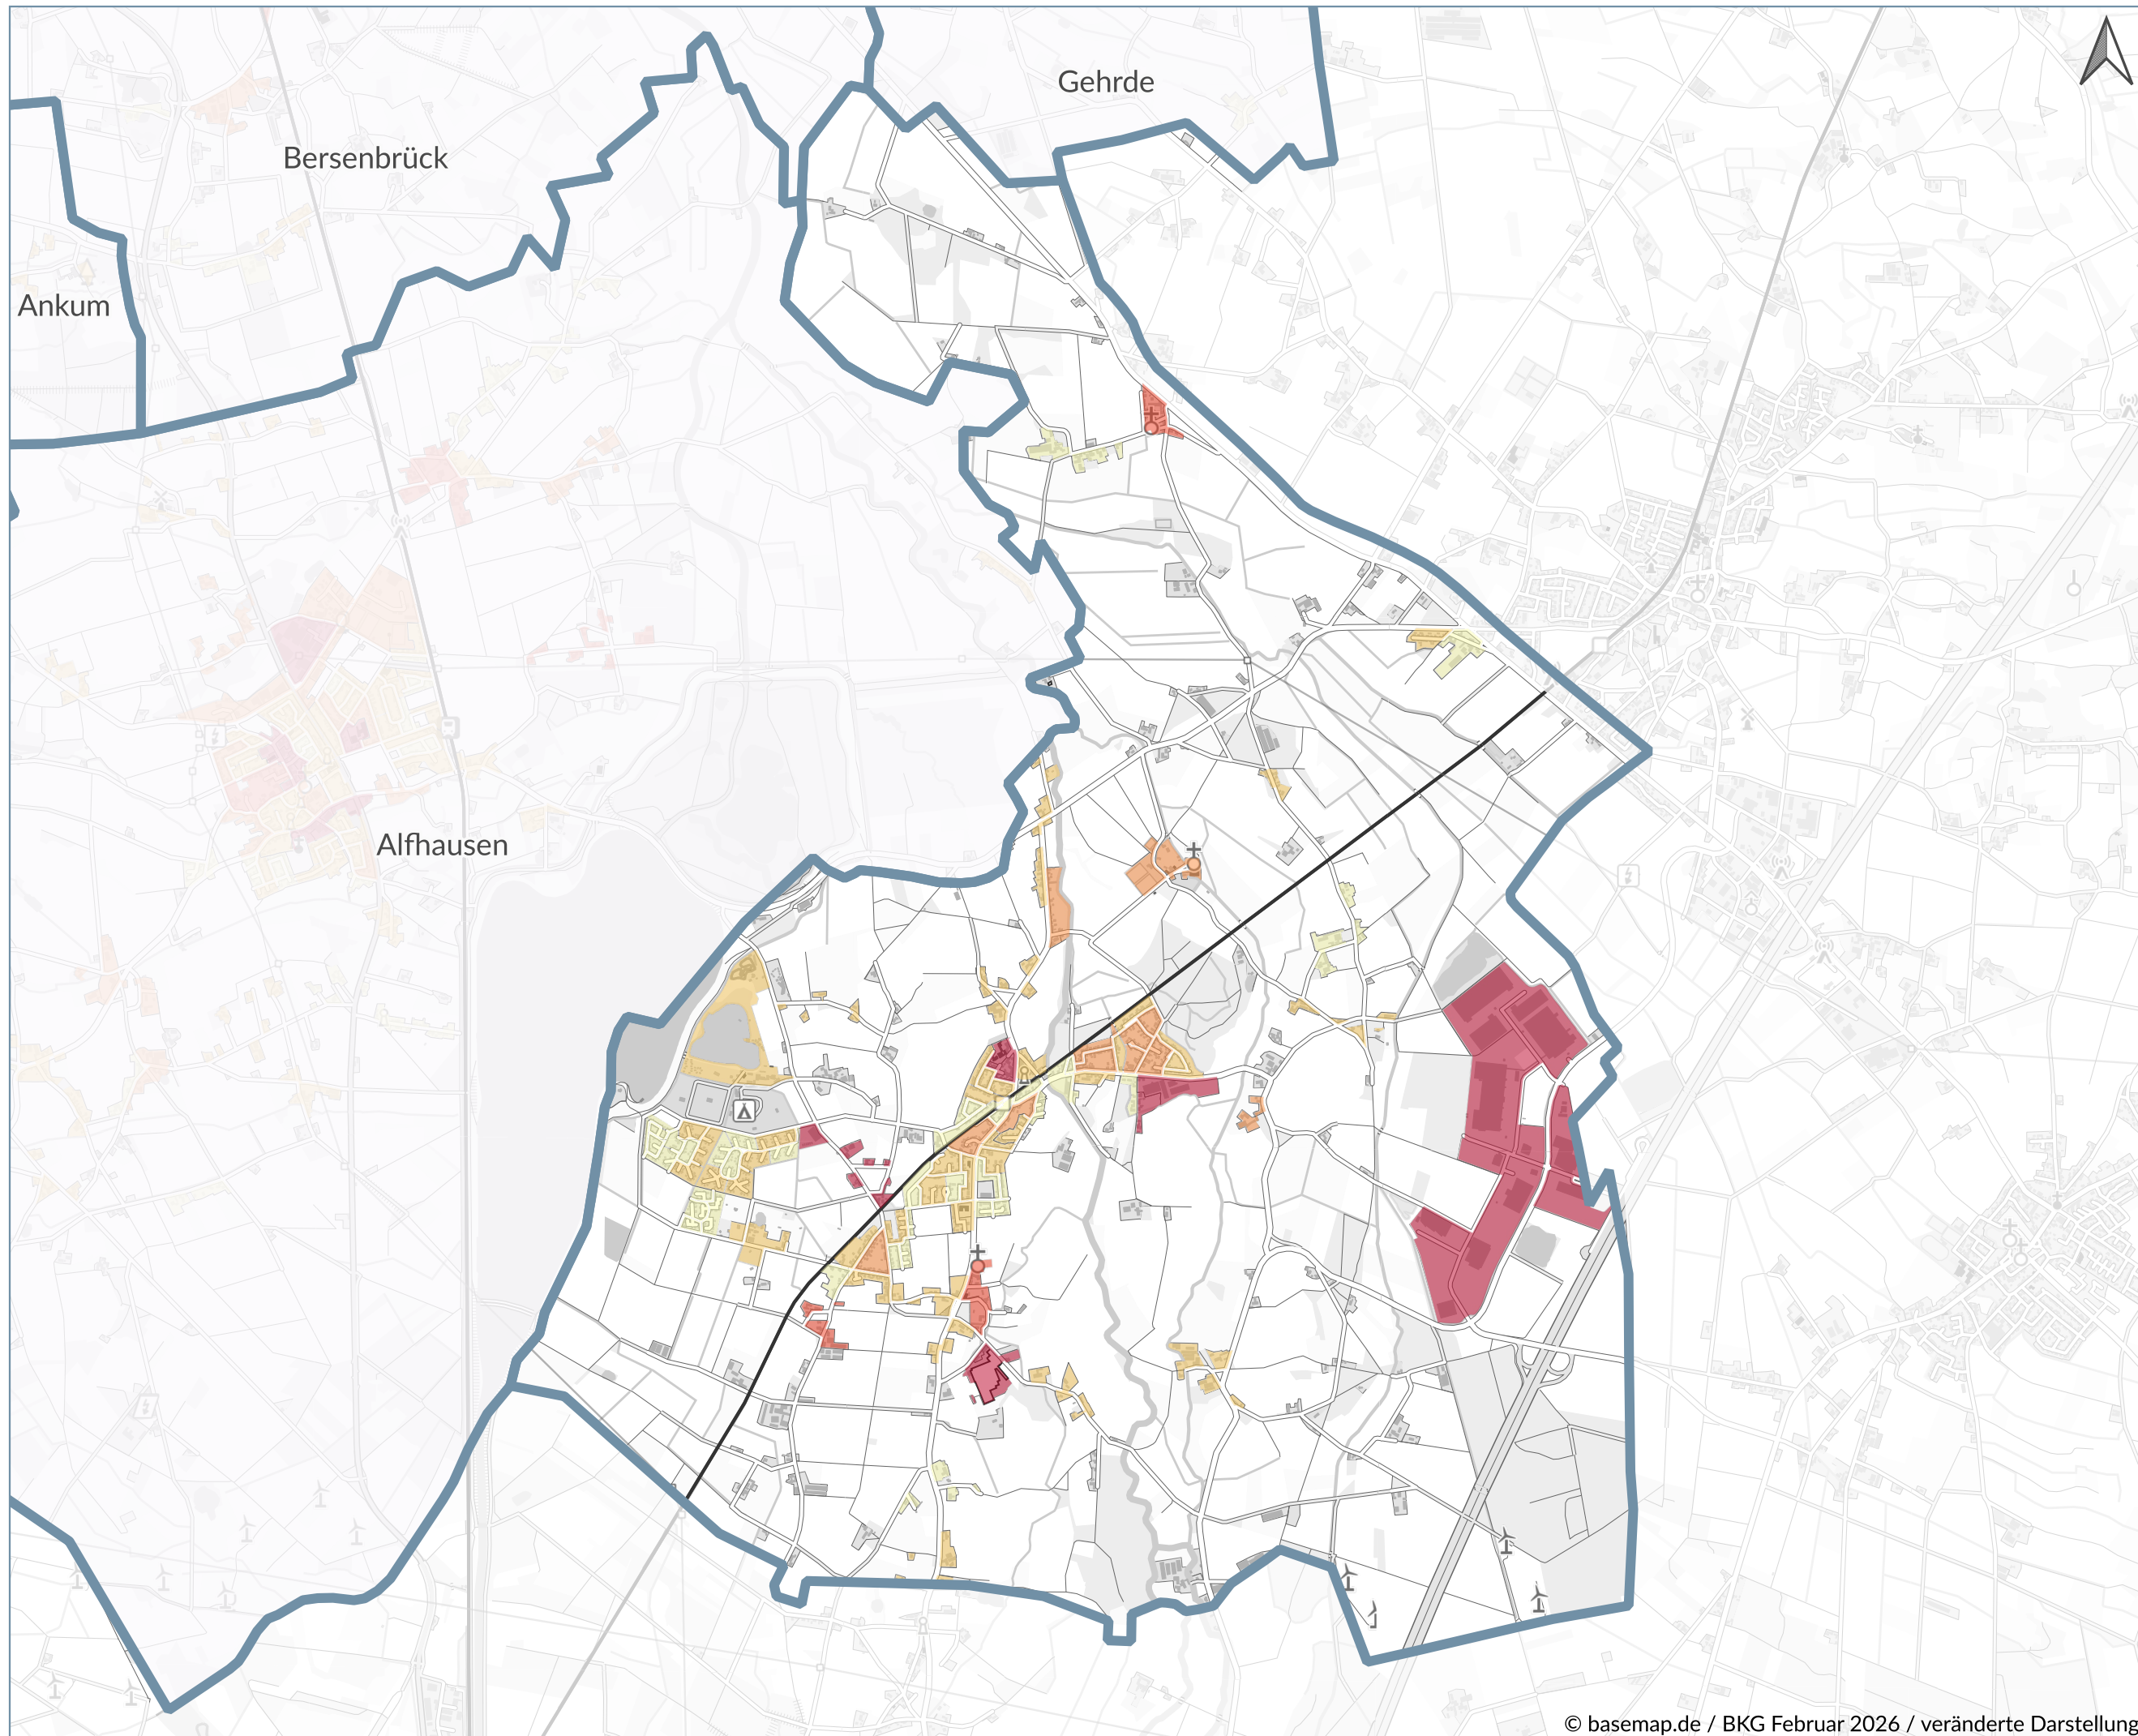 Gehrde
Bersenbrück
Ankum
Alfhausen
© basemap.de / BKG Februar 2026 / veränderte Darstellung